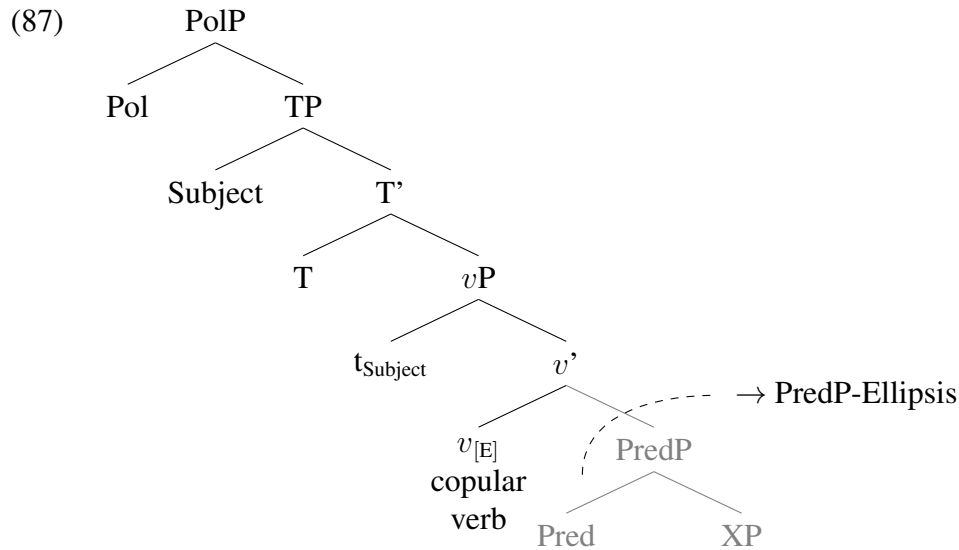 (87) PolP
Pol TP
Subject T’
T vP
tSubject v’
→ PredP-Ellipsis
v[E] PredP
copular
verb
Pred XP